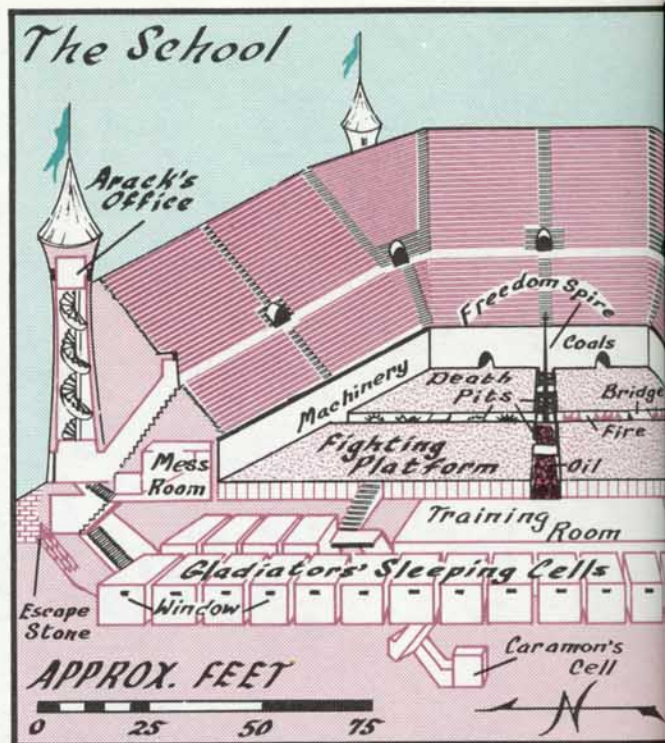 The School
Arack's
Office
Freedom Spire
Coals
Machinery
Death
Pits
Bridge
Fire
Mess
Room
Fighting
Platform
Oil
Training
Room
Gladiators' Sleeping Cells
Escape
Stone
Window
Caramon's
Cell
APPROX. FEET
0 25 50 75
N